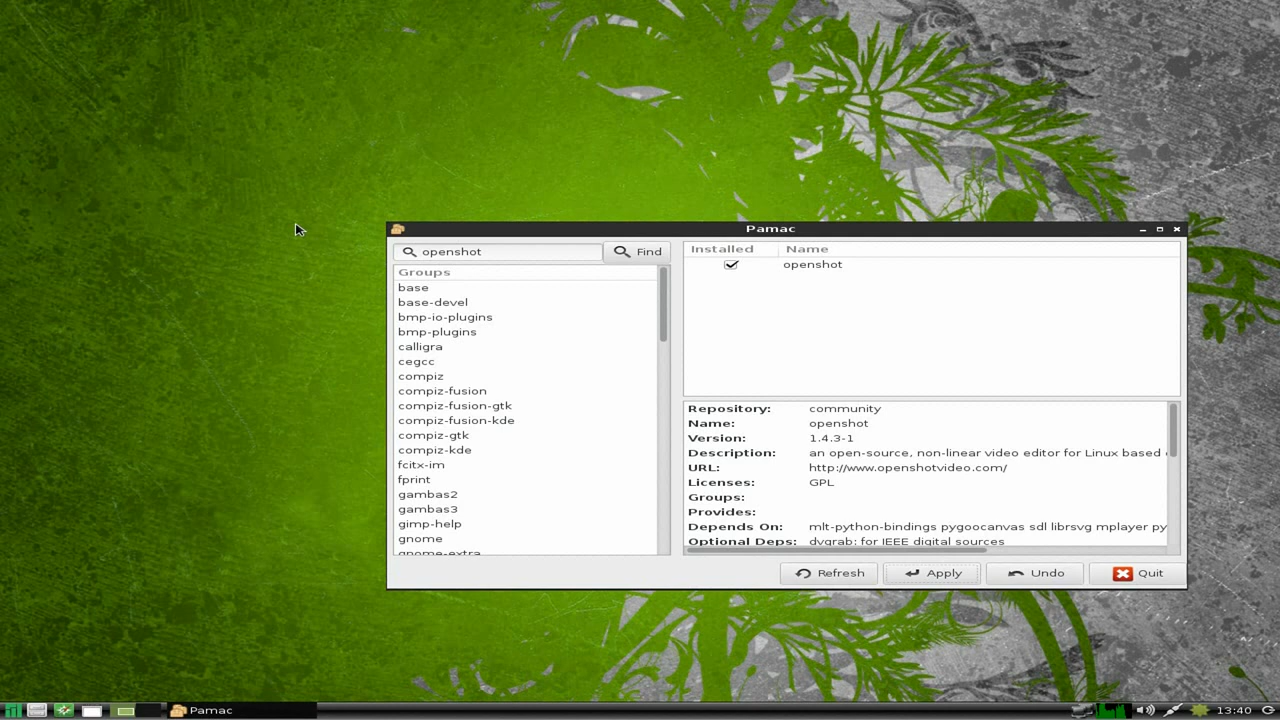 Pamac
openshot
Find
Groups
base
base-devel
bmp-io-plugins
bmp-plugins
calligra
cegcc
compiz
compiz-fusion
compiz-fusion-gtk
compiz-fusion-kde
compiz-gtk
compiz-kde
fcitx-im
fprint
gambas2
gambas3
gimp-help
gnome
gnome-extra
Installed Name
openshot
Repository: community
Name: openshot
Version: 1.4.3-1
Description: an open-source, non-linear video editor for Linux based
URL: http://www.openshotvideo.com/
Licenses: GPL
Groups:
Provides:
Depends On: mlt-python-bindings pygoocanvas sdl librsvg mplayer py
Optional Deps: dvgrab: for IEEE digital sources
Refresh Apply Undo Quit
Pamac 13:40